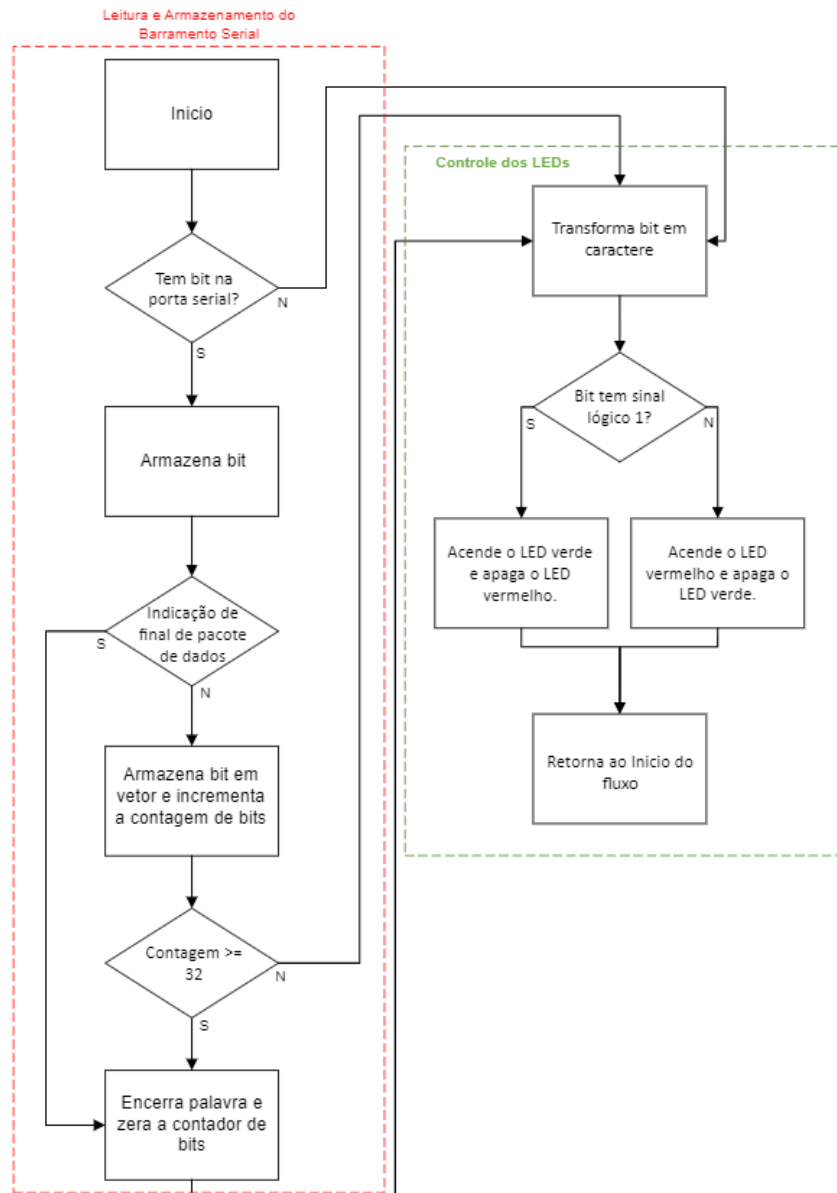 Leitura e Armazenamento do
Barramento Serial
Inicio
Tem bit na
porta serial?
N
S
Armazena bit
Indicação de
final de pacote
de dados
S
N
Armazena bit em
vetor e incrementa
a contagem de bits
Contagem >=
32
N
S
Encerra palavra e
zera a contador de
bits
Controle dos LEDs
Transforma bit em
caractere
Bit tem sinal
lógico 1?
S
N
Acende o LED verde
e apaga o LED
vermelho.
Acende o LED
vermelho e apaga o
LED verde.
Retorna ao Inicio do
fluxo